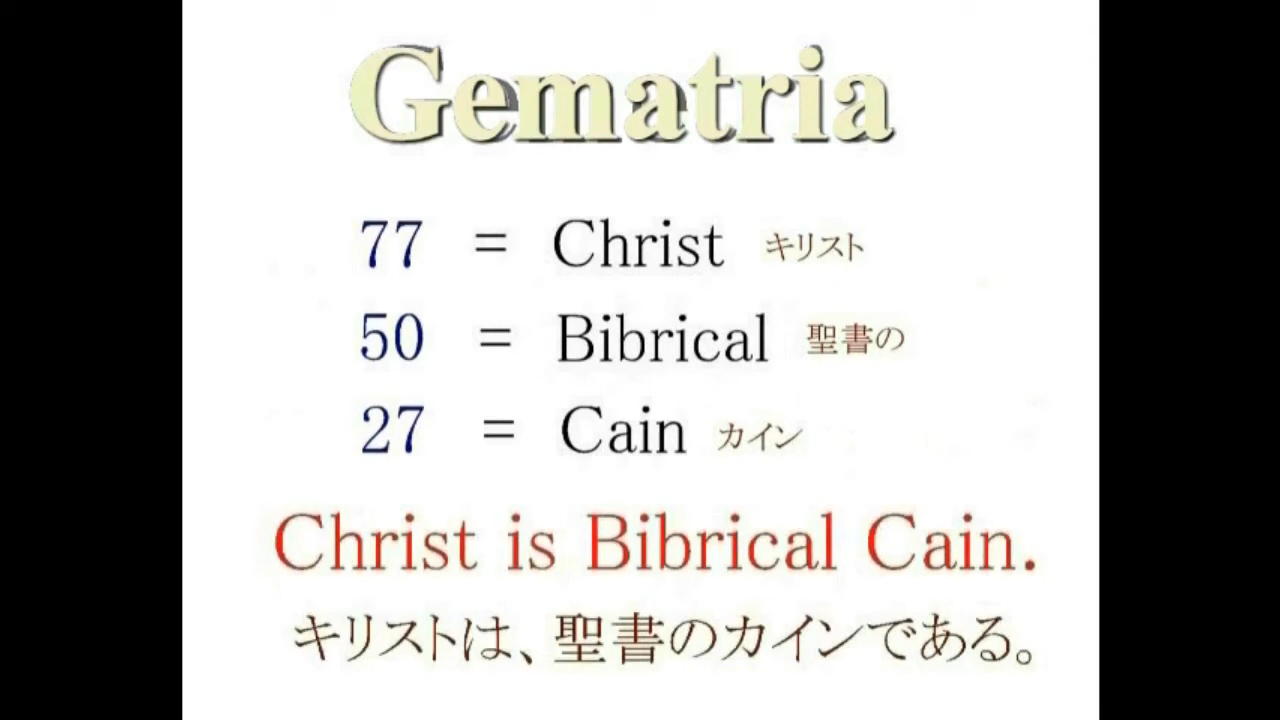 Gematria
77 = Christ キリスト
50 = Bibrical 聖書の
27 = Cain カイン
Christ is Bibrical Cain.
キリストは、聖書のカインである。